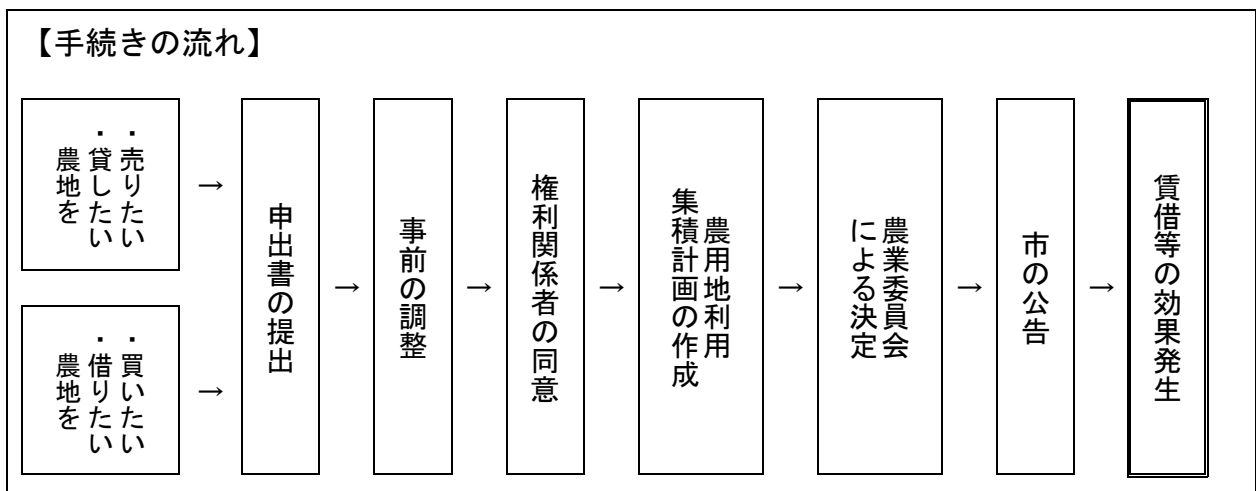 【手続きの流れ】
農地を
・売りたい
・貸したい
農地を
・買いたい
・借りたい
→
→
申出書の提出
→
事前の調整
→
権利関係者の同意
→
農用地利用
集積計画の作成
→
農業委員会
による決定
→
市の公告
→
賃借等の効果発生